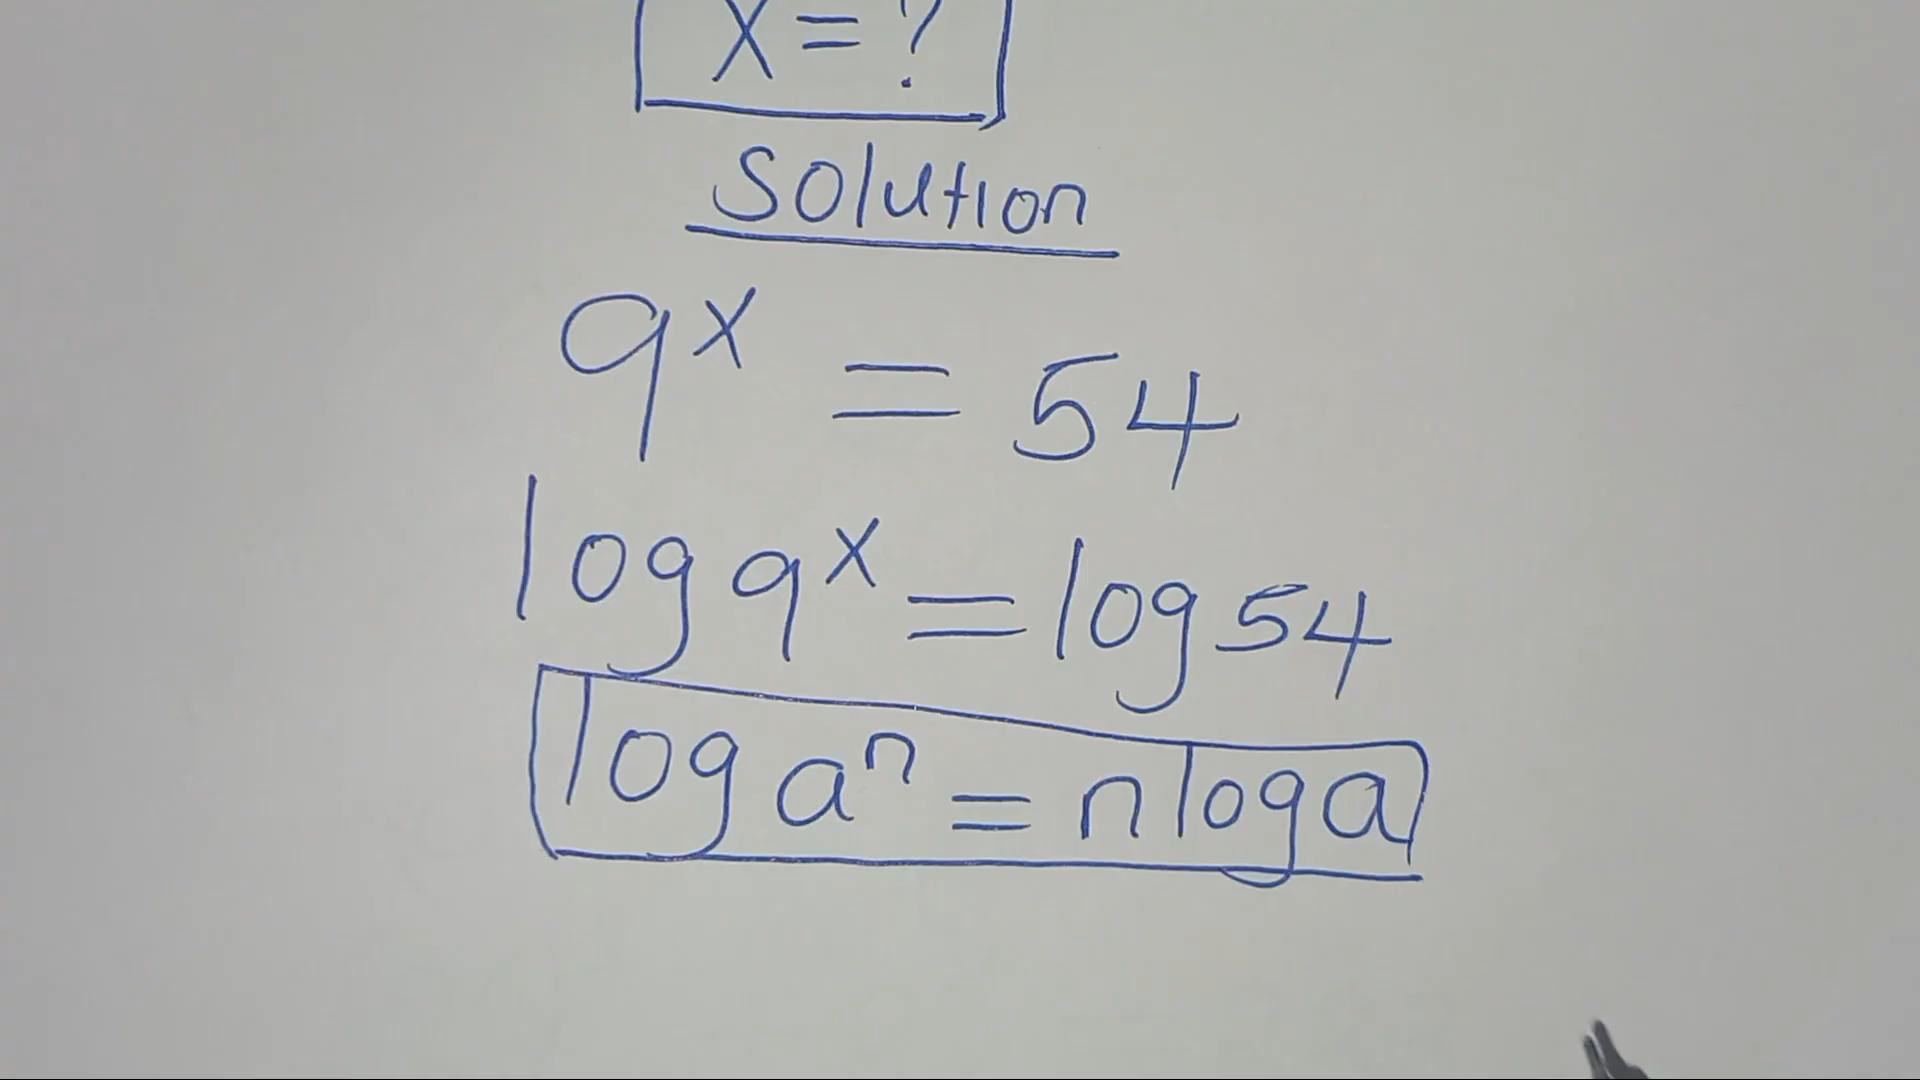 x = ?
Solution
9^x = 54
log 9^x = log 54
log a^n = n log a